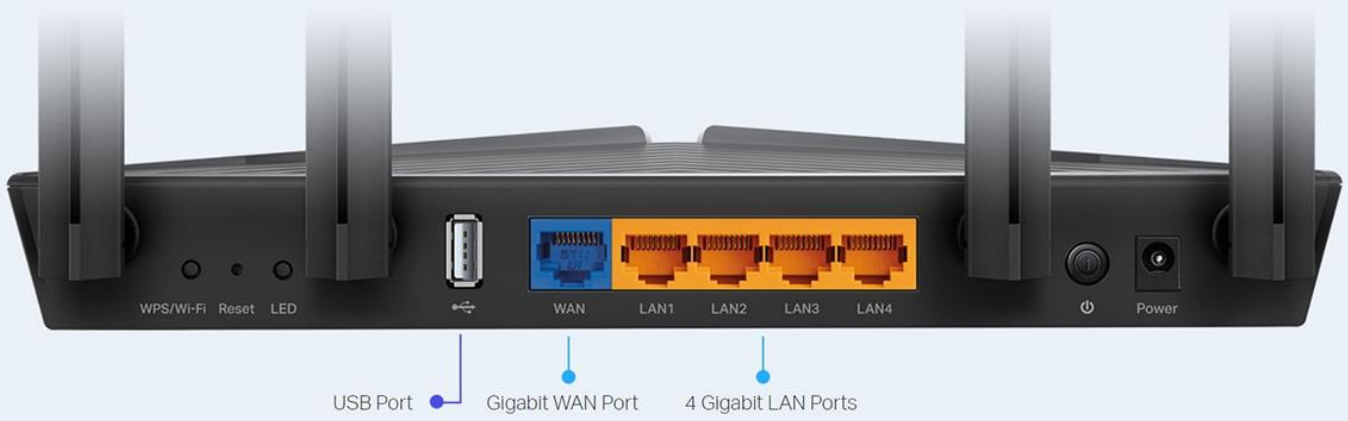 WPS/Wi-Fi Reset LED WAN LAN1 LAN2 LAN3 LAN4 Power
USB Port Gigabit WAN Port 4 Gigabit LAN Ports